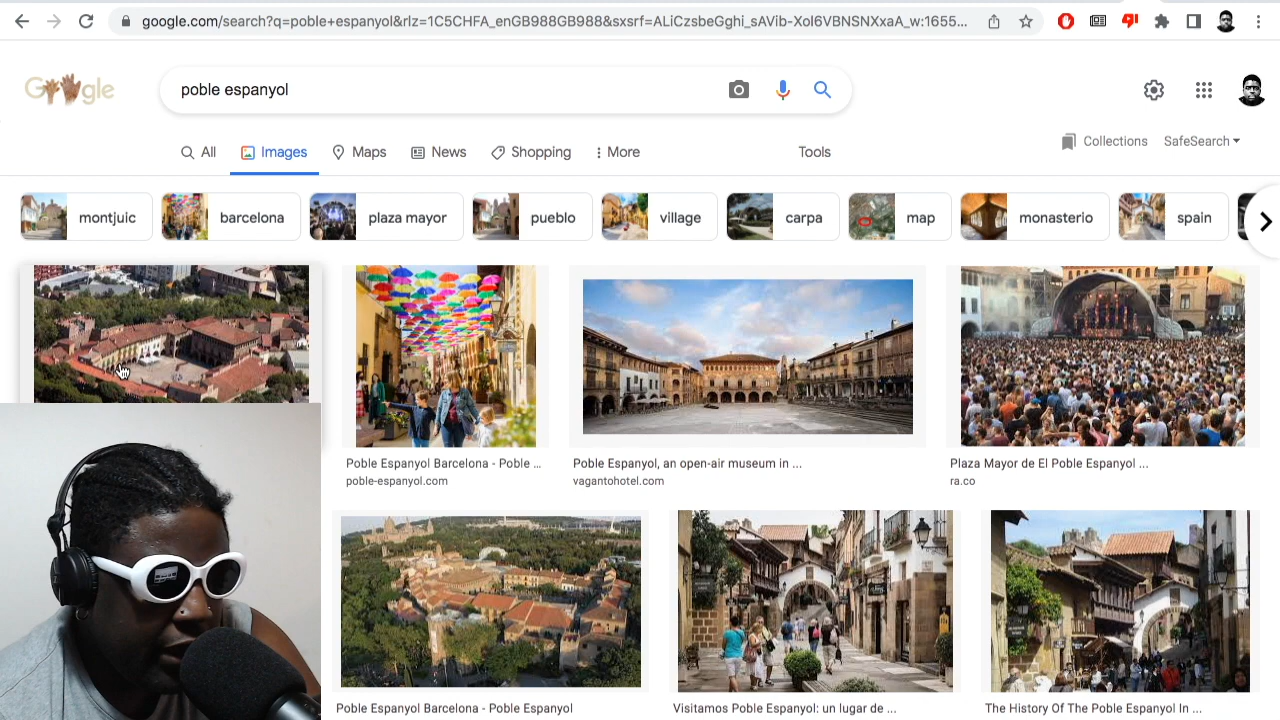 google.com/search?q=poble+espanyol&rlz=1C5CHFA_enGB988GB988&sxsrf=ALiCzsbeGghi_sAVib-Xol6VBNSNXxaA_w:1655...
Google
poble espanyol
All
Images
Maps
News
Shopping
More
Tools
Collections
SafeSearch
montjuic
barcelona
plaza mayor
pueblo
village
carpa
map
monasterio
spain
Poble Espanyol Barcelona - Poble ...
poble-espanyol.com
Poble Espanyol, an open-air museum in ...
vagantohotel.com
Plaza Mayor de El Poble Espanyol ...
ra.co
Poble Espanyol Barcelona - Poble Espanyol
Visitamos Poble Espanyol: un lugar de ...
The History Of The Poble Espanyol In ...